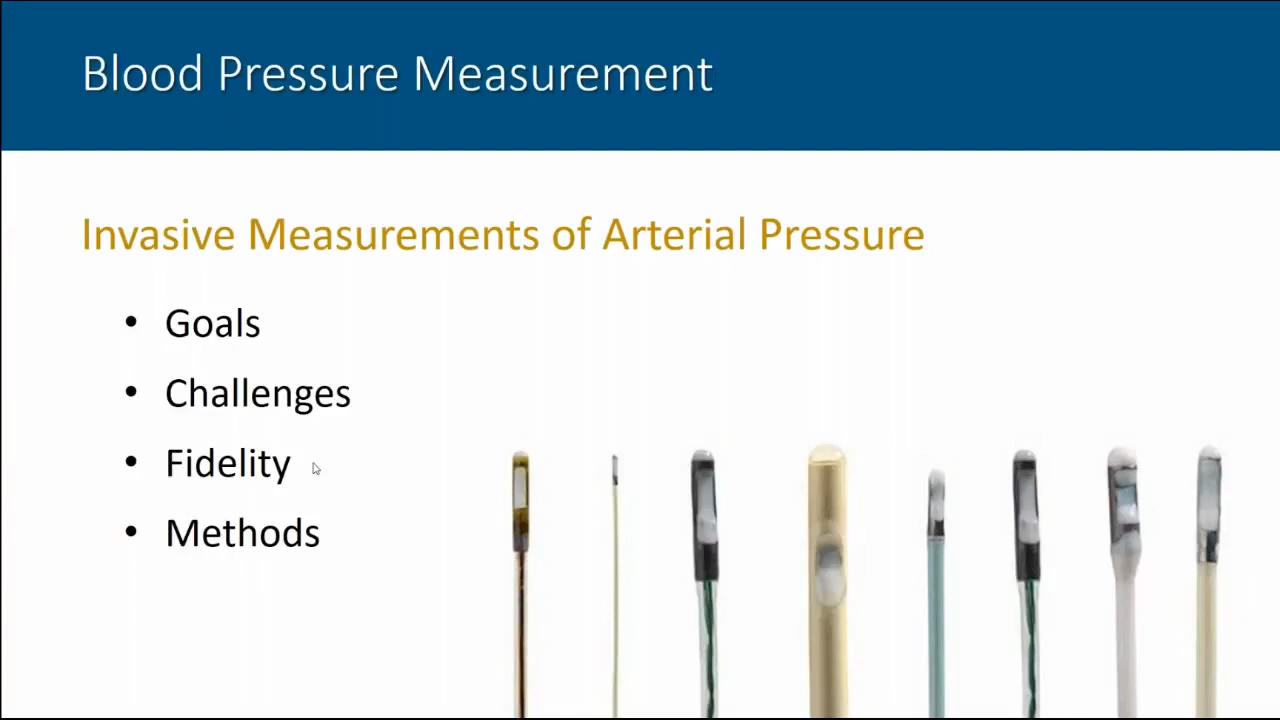 Blood Pressure Measurement
Invasive Measurements of Arterial Pressure
• Goals
• Challenges
• Fidelity
• Methods